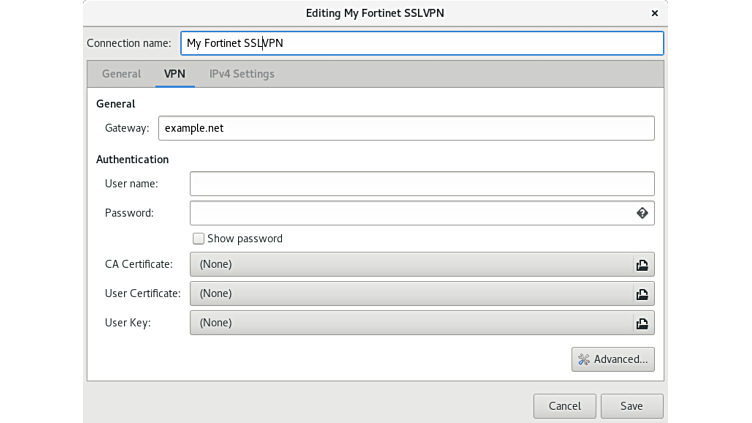 Editing My Fortinet SSLVPN
Connection name: My Fortinet SSLVPN
General VPN IPv4 Settings
General
Gateway: example.net
Authentication
User name:
Password:
Show password
CA Certificate: (None)
User Certificate: (None)
User Key: (None)
Advanced...
Cancel Save